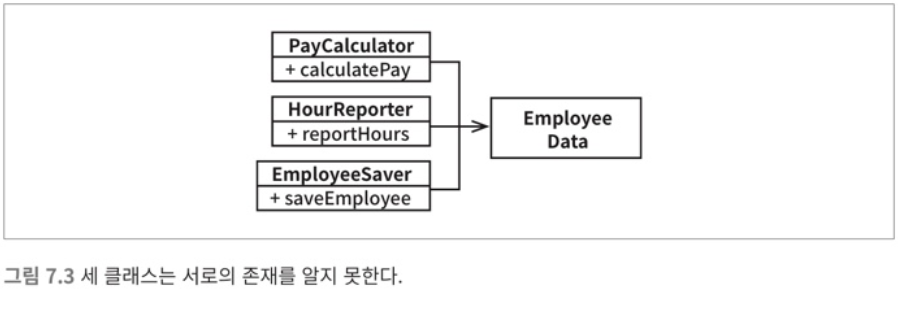 PayCalculator
+ calculatePay
HourReporter
+ reportHours
EmployeeSaver
+ saveEmployee
Employee
Data
그림 7.3 세 클래스는 서로의 존재를 알지 못한다.